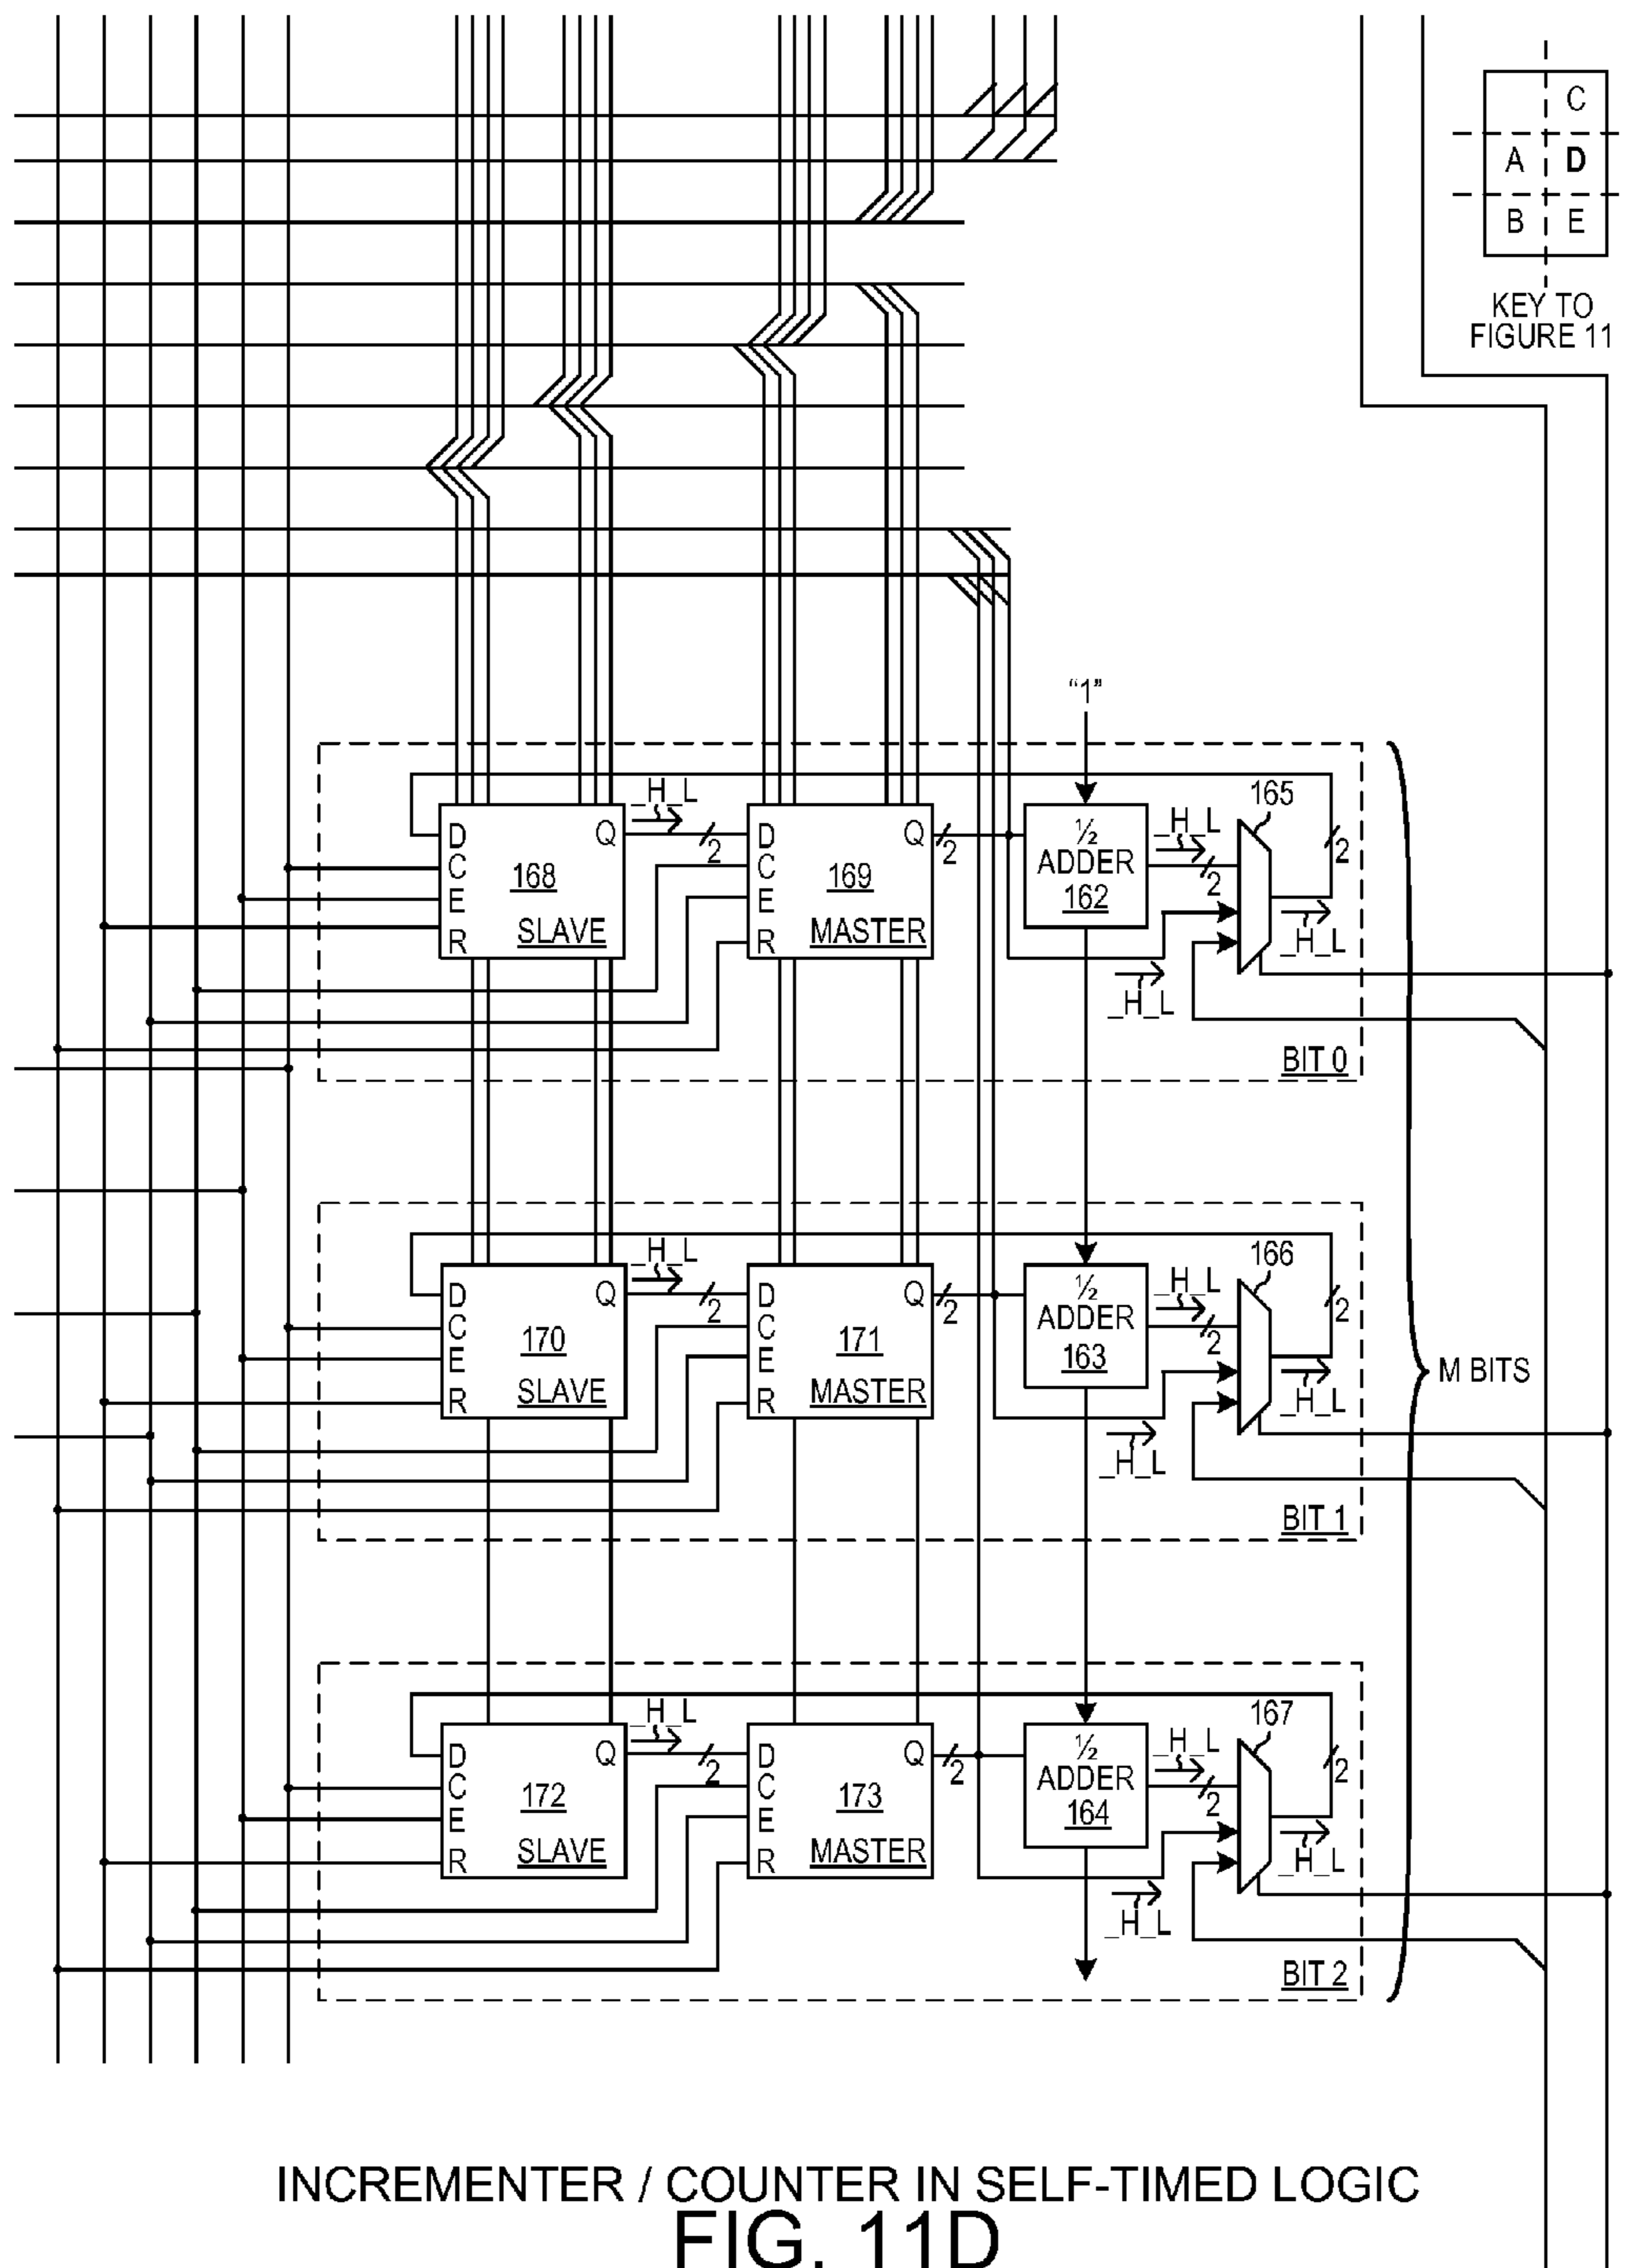 C
A D
B E
KEY TO
FIGURE 11
"1"
_H_L
D Q 2 D Q 2 ½ _H_L 165
C 168 C 169 ADDER 2 2
E E 162
R SLAVE R MASTER _H_L
_H_L
BIT 0
_H_L
D Q 2 D Q 2 ½ _H_L 166
C 170 C 171 ADDER 2 2
E E 163
R SLAVE R MASTER _H_L
_H_L
BIT 1
M BITS
_H_L
D Q 2 D Q 2 ½ _H_L 167
C 172 C 173 ADDER 2 2
E E 164
R SLAVE R MASTER _H_L
_H_L
BIT 2
INCREMENTER / COUNTER IN SELF-TIMED LOGIC
FIG. 11D